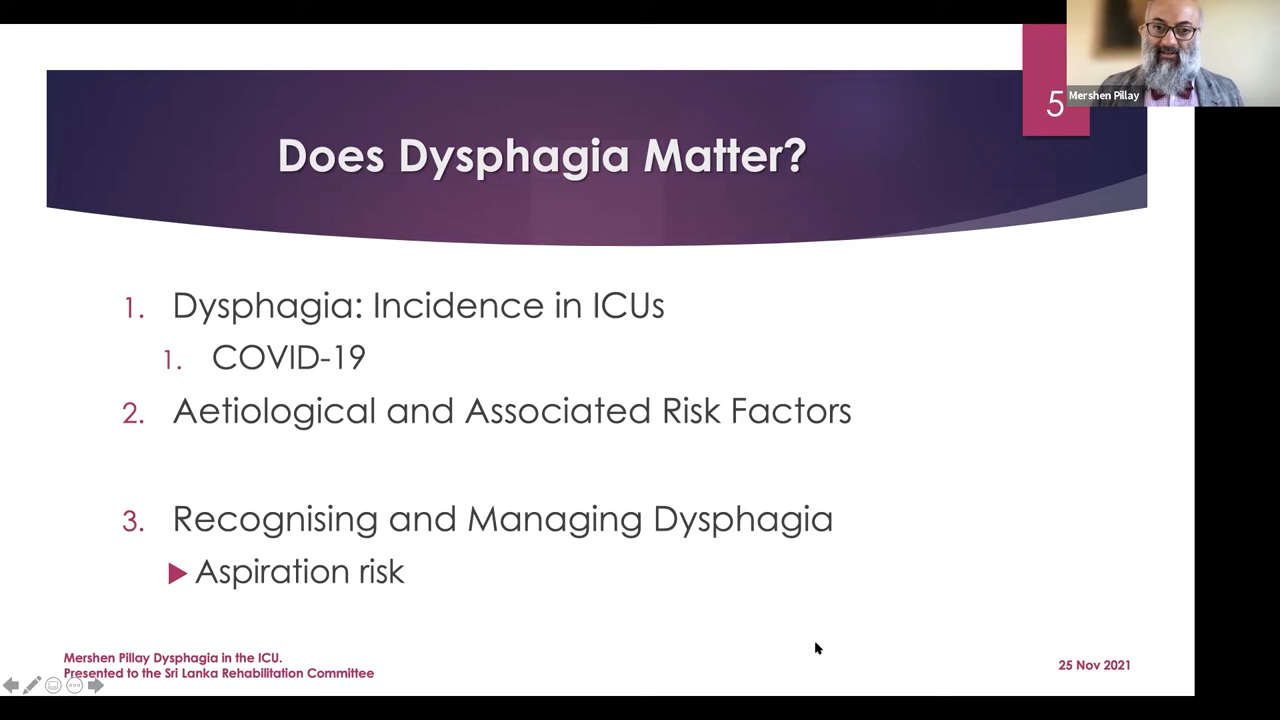 5
Mershen Pillay
Does Dysphagia Matter?
1. Dysphagia: Incidence in ICUs
1. COVID-19
2. Aetiological and Associated Risk Factors
3. Recognising and Managing Dysphagia
Aspiration risk
Mershen Pillay Dysphagia in the ICU.
Presented to the Sri Lanka Rehabilitation Committee
25 Nov 2021